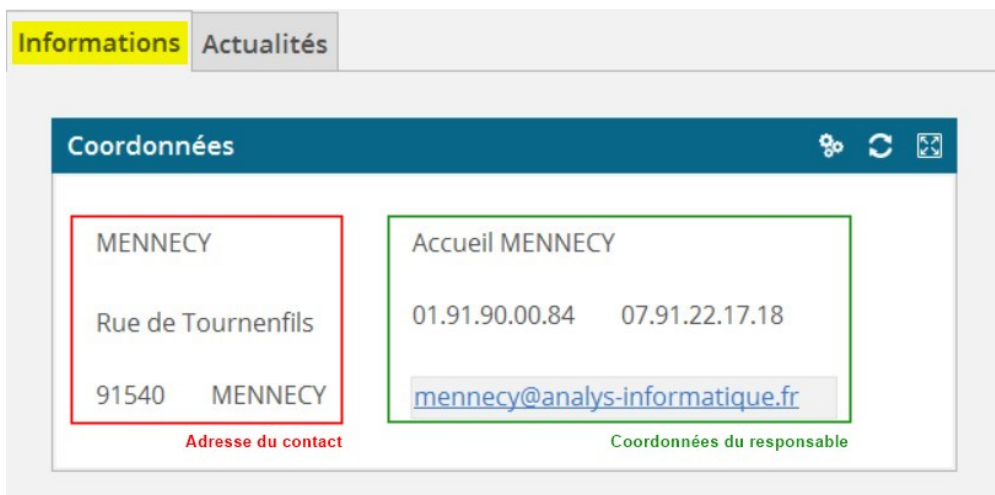 Informations Actualités
Coordonnées
MENNECY
Rue de Tournenfils
91540 MENNECY
Adresse du contact
Accueil MENNECY
01.91.90.00.84 07.91.22.17.18
mennecy@analys-informatique.fr
Coordonnées du responsable